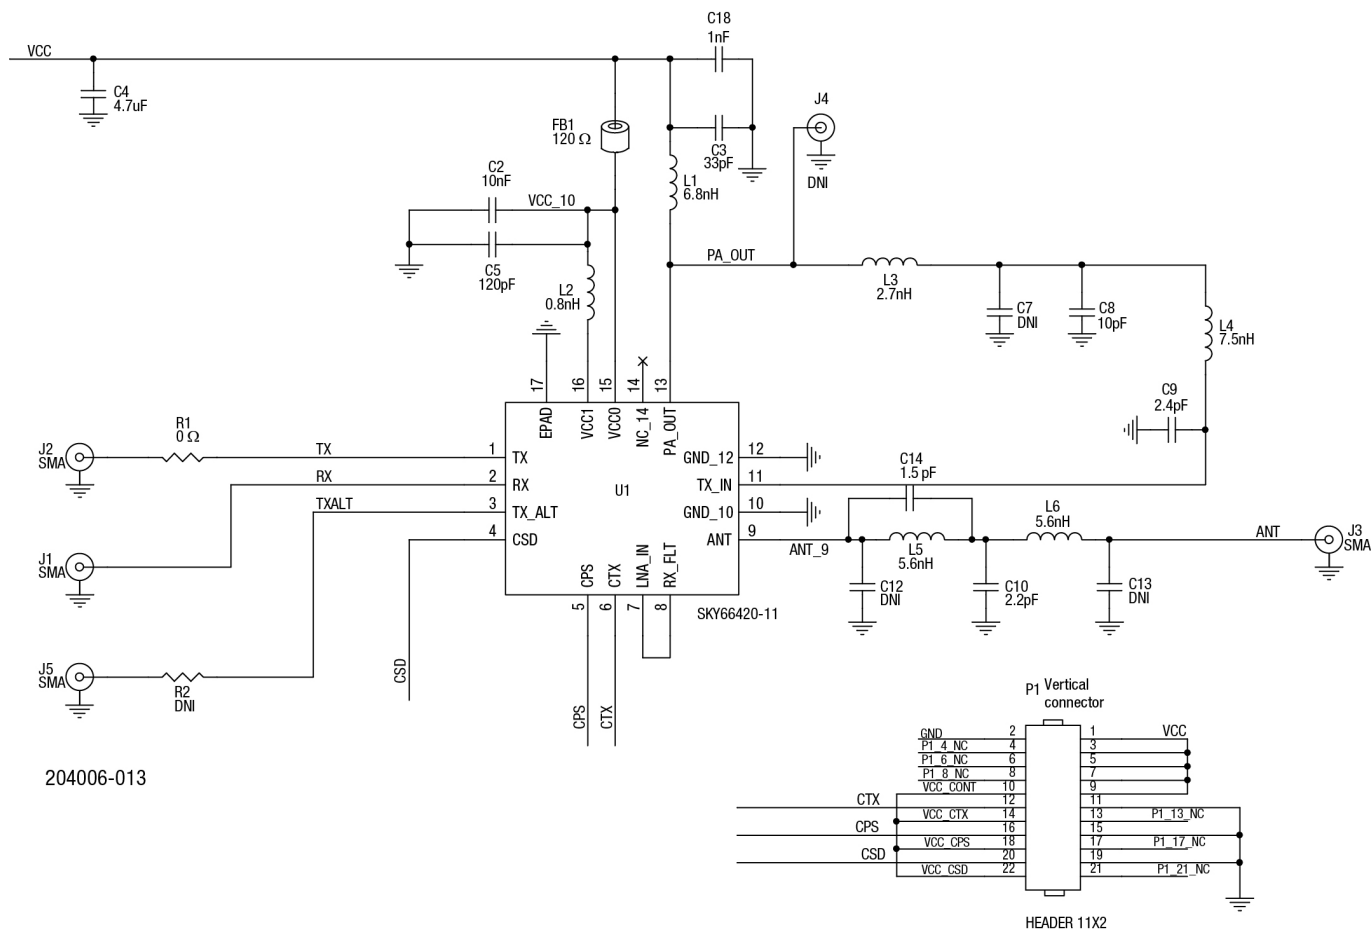 C18
1nF
VCC
C4
4.7uF
J4
FB1
120 Ω
C3
33pF
DNI
C2
10nF
L1
6.8nH
VCC_10
PA_OUT
C5
120pF
L2
0.8nH
L3
2.7nH
C7
DNI
C8
10pF
L4
7.5nH
17
16
15
14
13
C9
2.4pF
EPAD
VCC1
VCC0
NC_14
PA_OUT
R1
0 Ω
J2
SMA
TX
1
TX
GND_12
12
C14
1.5 pF
RX
2
RX
U1
TX_IN
11
TXALT
3
TX_ALT
GND_10
10
L6
5.6nH
4
CSD
ANT
9
ANT_9
L5
5.6nH
ANT
J3
SMA
J1
SMA
CPS
CTX
LNA_IN
RX_FLT
C12
DNI
C10
2.2pF
C13
DNI
5
6
7
8
SKY66420-11
J5
SMA
R2
DNI
CSD
CPS
CTX
P1
Vertical
connector
204006-013
GND
2
1
VCC
P1_4_NC
4
3
P1_6_NC
6
5
P1_8_NC
8
7
VCC_CONT
10
9
CTX
12
11
VCC_CTX
14
13
P1_13_NC
CPS
16
15
VCC_CPS
18
17
P1_17_NC
CSD
20
19
VCC_CSD
22
21
P1_21_NC
HEADER 11X2